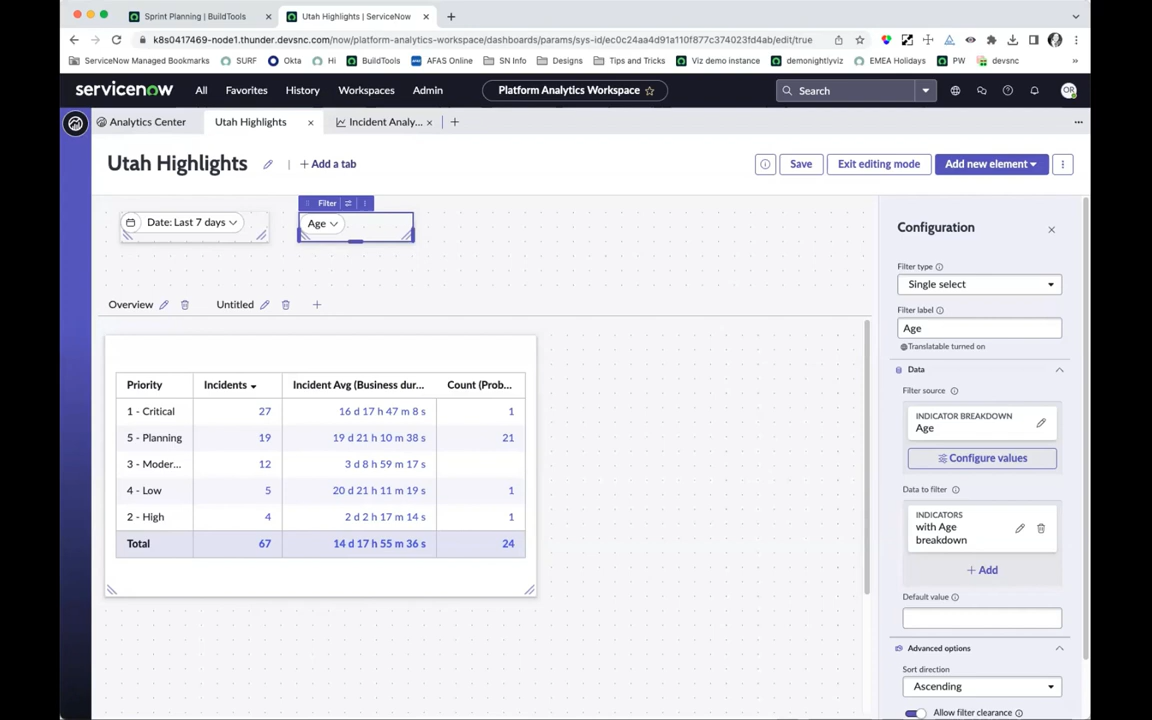 Sprint Planning | BuildTools
Utah Highlights | ServiceNow
k8s0417469-node1.thunder.devsnc.com/now/platform-analytics-workspace/dashboards/params/sys-id/ec0c24aa4d91a110f877c374023fd4ab/edit/true
ServiceNow Managed Bookmarks
SURF
Okta
Hi
BuildTools
AFAS Online
SN Info
Designs
Tips and Tricks
Viz demo instance
demonightlyviz
EMEA Holidays
PW
devsnc
servicenow
All
Favorites
History
Workspaces
Admin
Platform Analytics Workspace
Search
OR
Analytics Center
Utah Highlights
Incident Analy...
Utah Highlights
+ Add a tab
Save
Exit editing mode
Add new element
Filter
Date: Last 7 days
Age
Overview
Untitled
Priority Incidents Incident Avg (Business dur... Count (Prob...
1 - Critical 27 16 d 17 h 47 m 8 s 1
5 - Planning 19 19 d 21 h 10 m 38 s 21
3 - Moder... 12 3 d 8 h 59 m 17 s
4 - Low 5 20 d 21 h 11 m 19 s 1
2 - High 4 2 d 2 h 17 m 14 s 1
Total 67 14 d 17 h 55 m 36 s 24
Configuration
Filter type
Single select
Filter label
Age
Translatable turned on
Data
Filter source
INDICATOR BREAKDOWN
Age
Configure values
Data to filter
INDICATORS
with Age
breakdown
+ Add
Default value
Advanced options
Sort direction
Ascending
Allow filter clearance